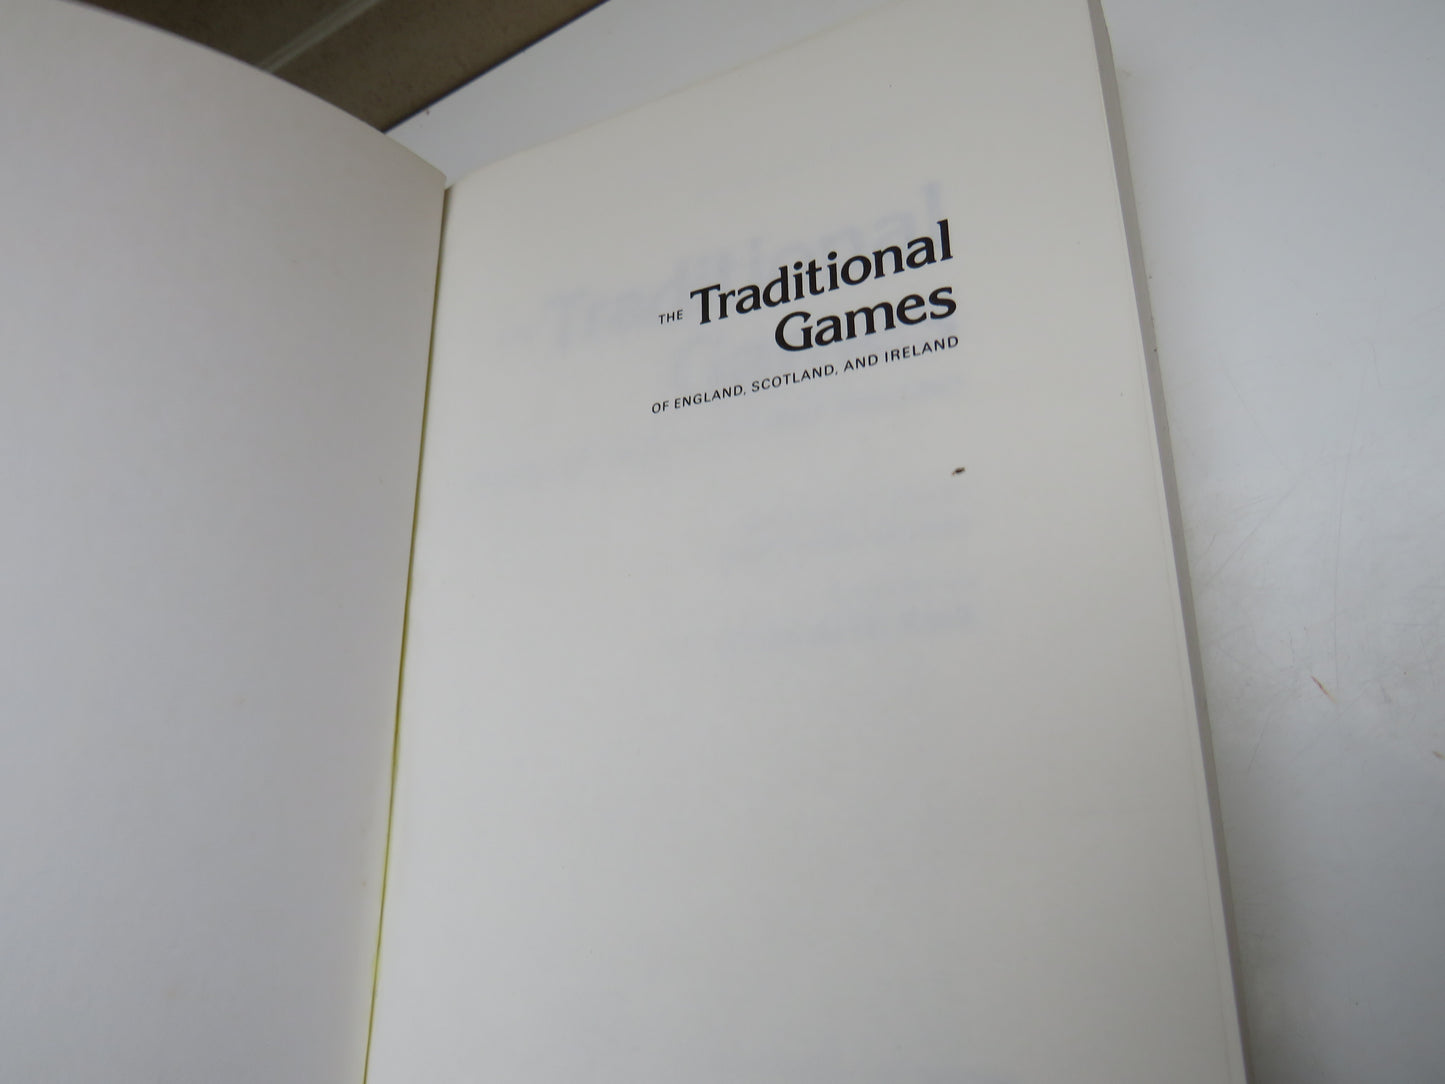 THE Traditional
Games
OF ENGLAND, SCOTLAND, AND IRELAND